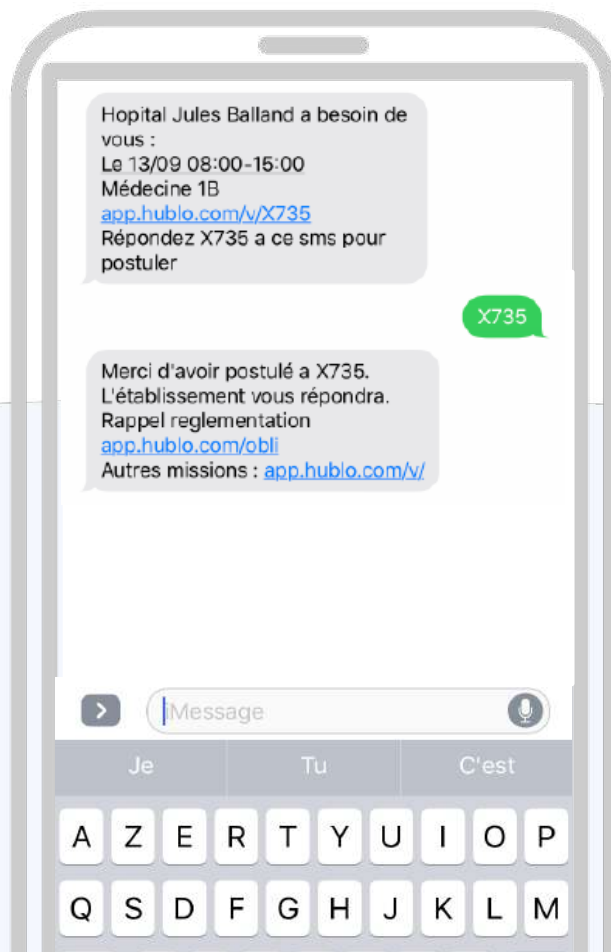 Hopital Jules Balland a besoin de
vous :
Le 13/09 08:00-15:00
Médecine 1B
app.hublo.com/v/X735
Répondez X735 a ce sms pour
postuler
X735
Merci d'avoir postulé a X735.
L'établissement vous répondra.
Rappel reglementation
app.hublo.com/obli
Autres missions : app.hublo.com/v/
iMessage
Je Tu C'est
A Z E R T Y U I O P
Q S D F G H J K L M